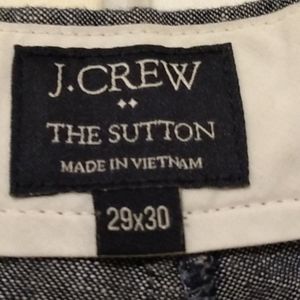 J.CREW
THE SUTTON
MADE IN VIETNAM
29x30